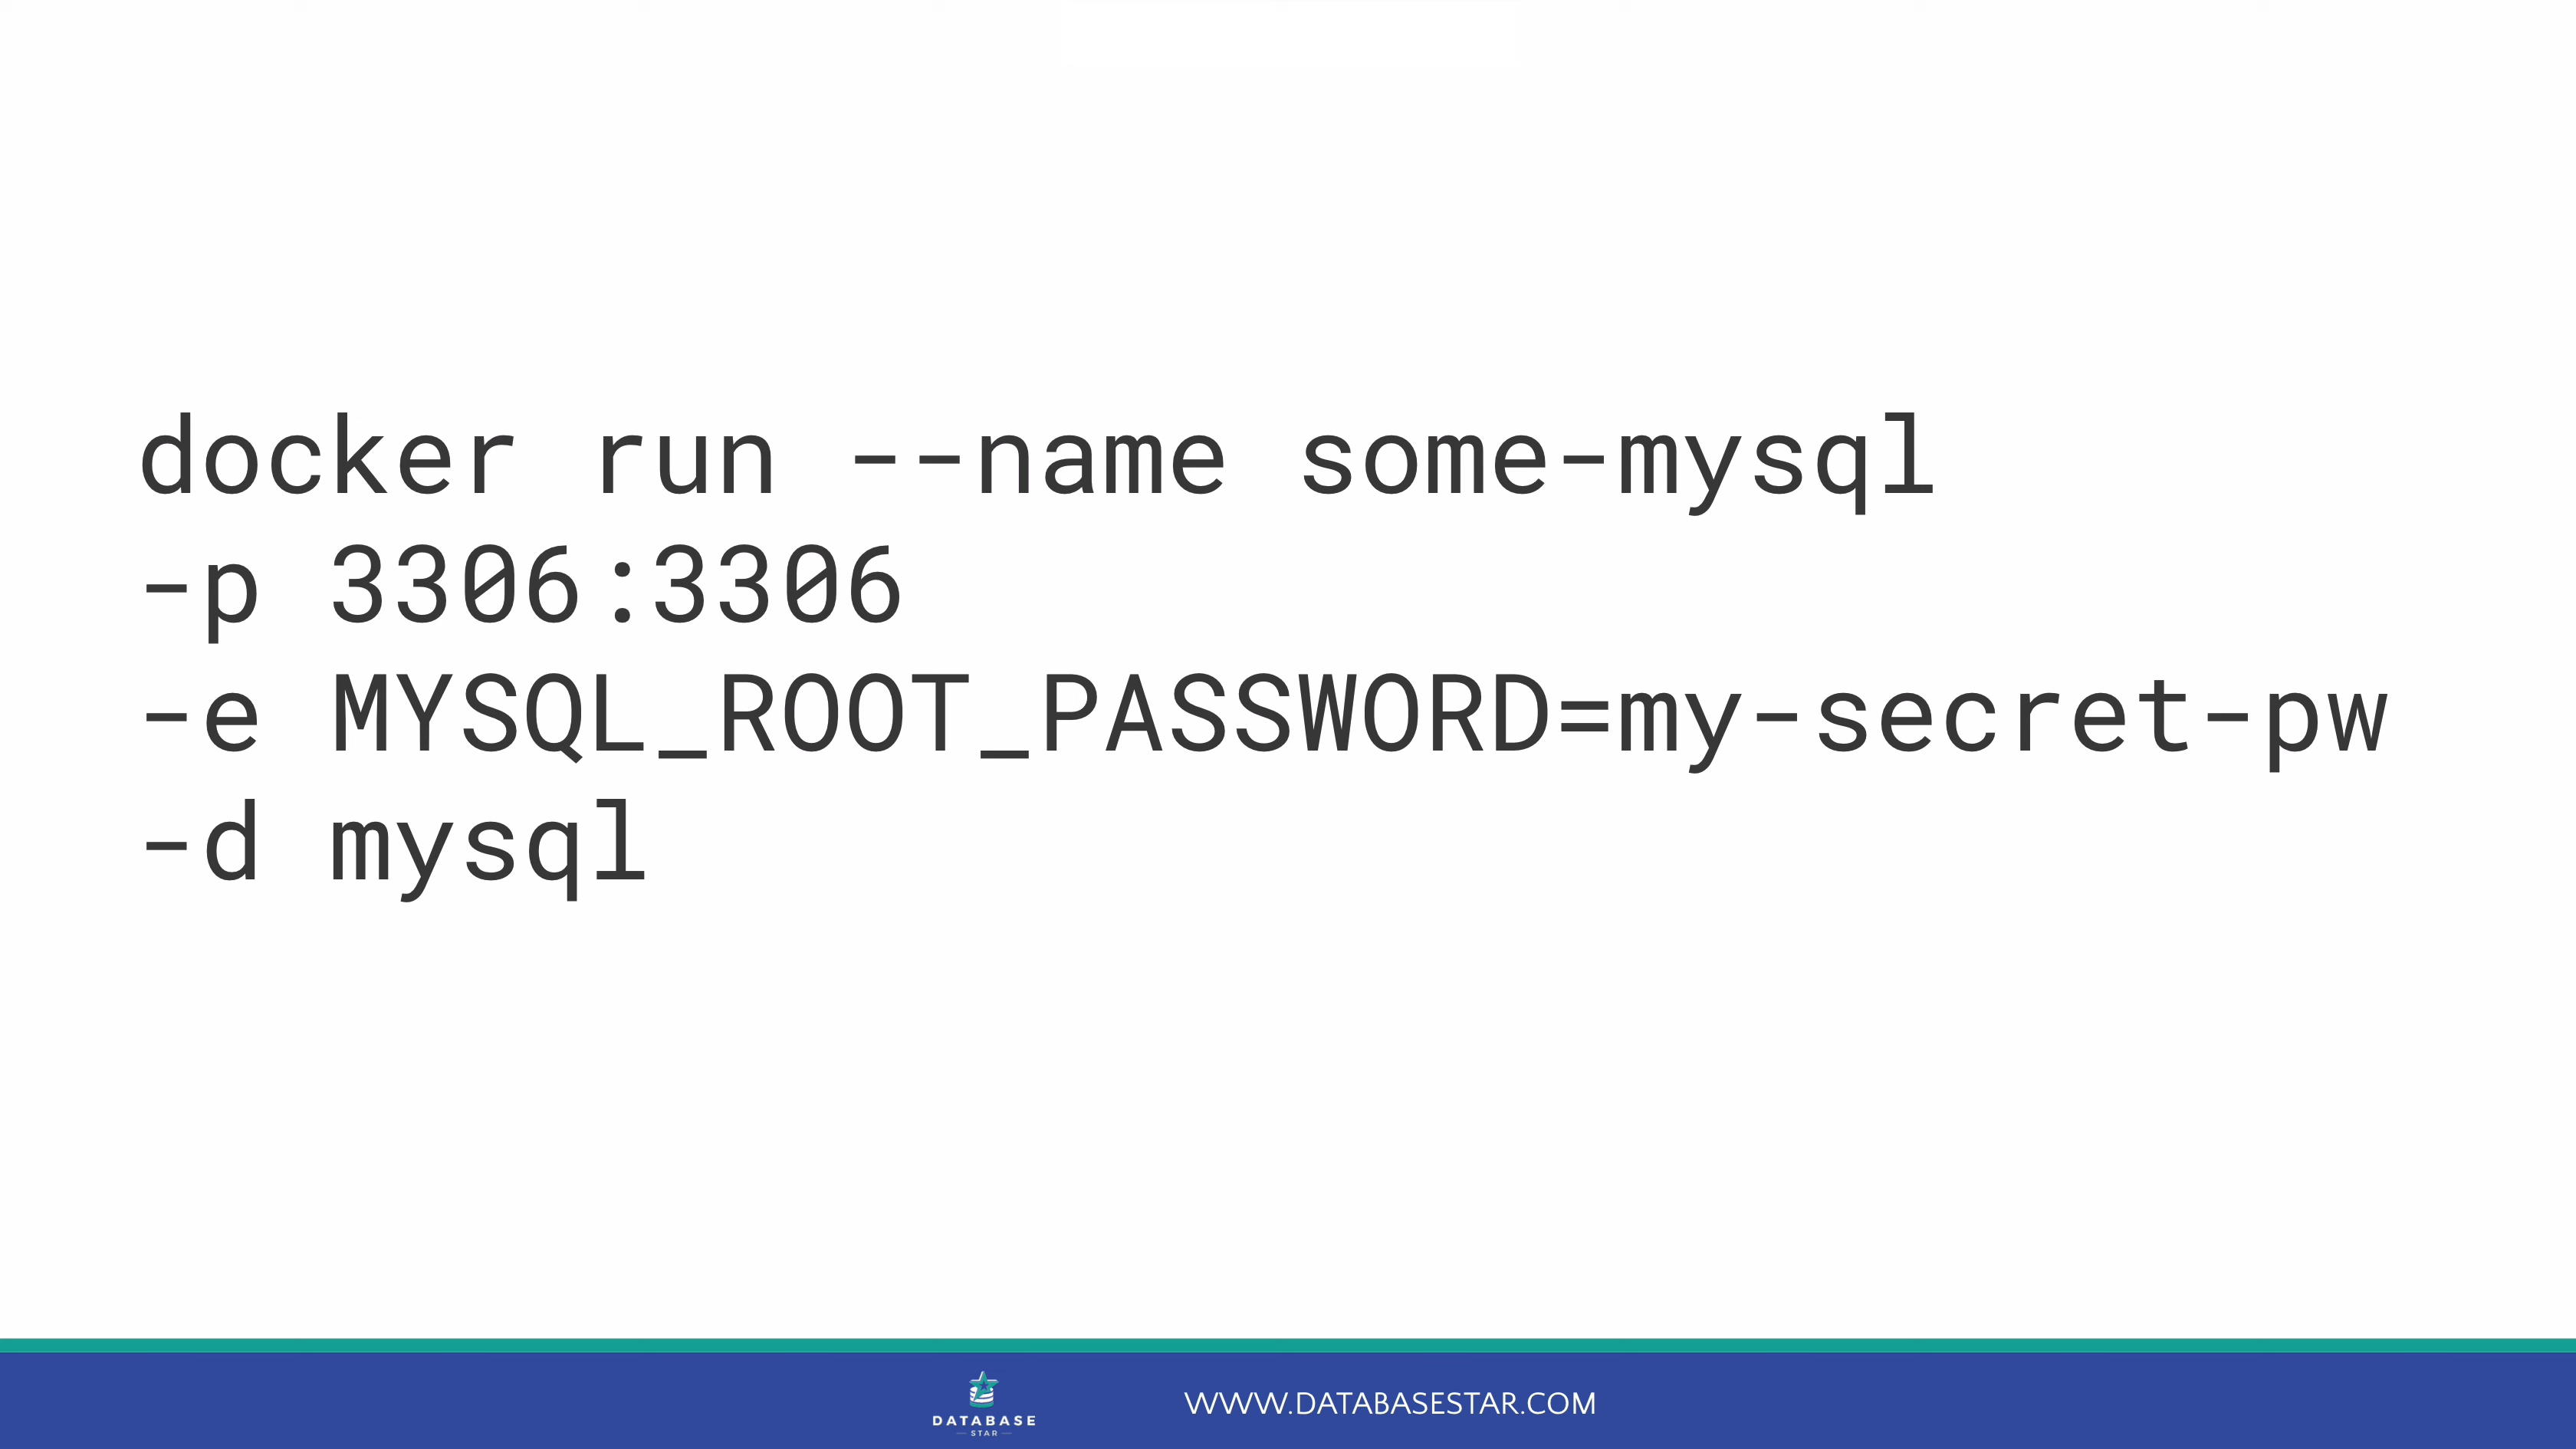 docker run --name some-mysql
-p 3306:3306
-e MYSQL_ROOT_PASSWORD=my-secret-pw
-d mysql
DATABASE
STAR
WWW.DATABASESTAR.COM